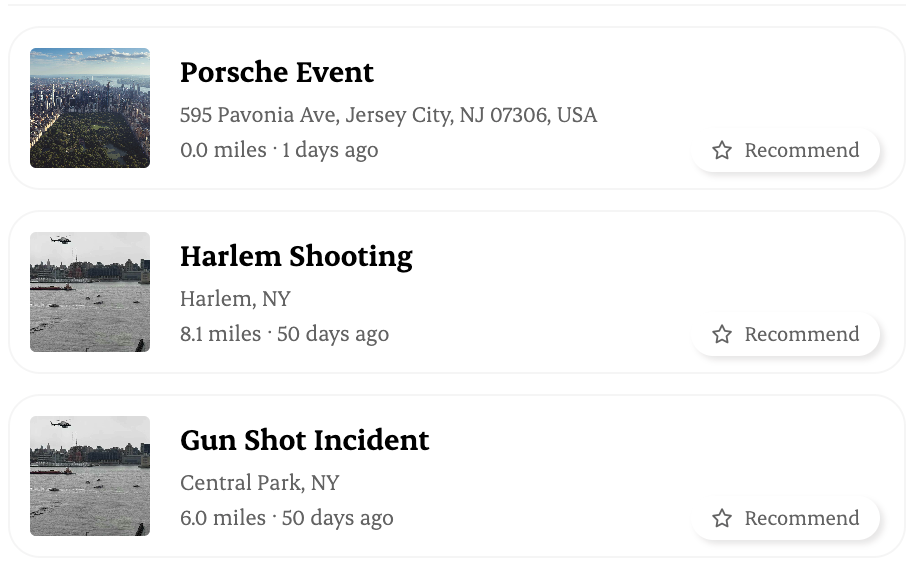 Porsche Event
595 Pavonia Ave, Jersey City, NJ 07306, USA
0.0 miles · 1 days ago
Recommend
Harlem Shooting
Harlem, NY
8.1 miles · 50 days ago
Recommend
Gun Shot Incident
Central Park, NY
6.0 miles · 50 days ago
Recommend